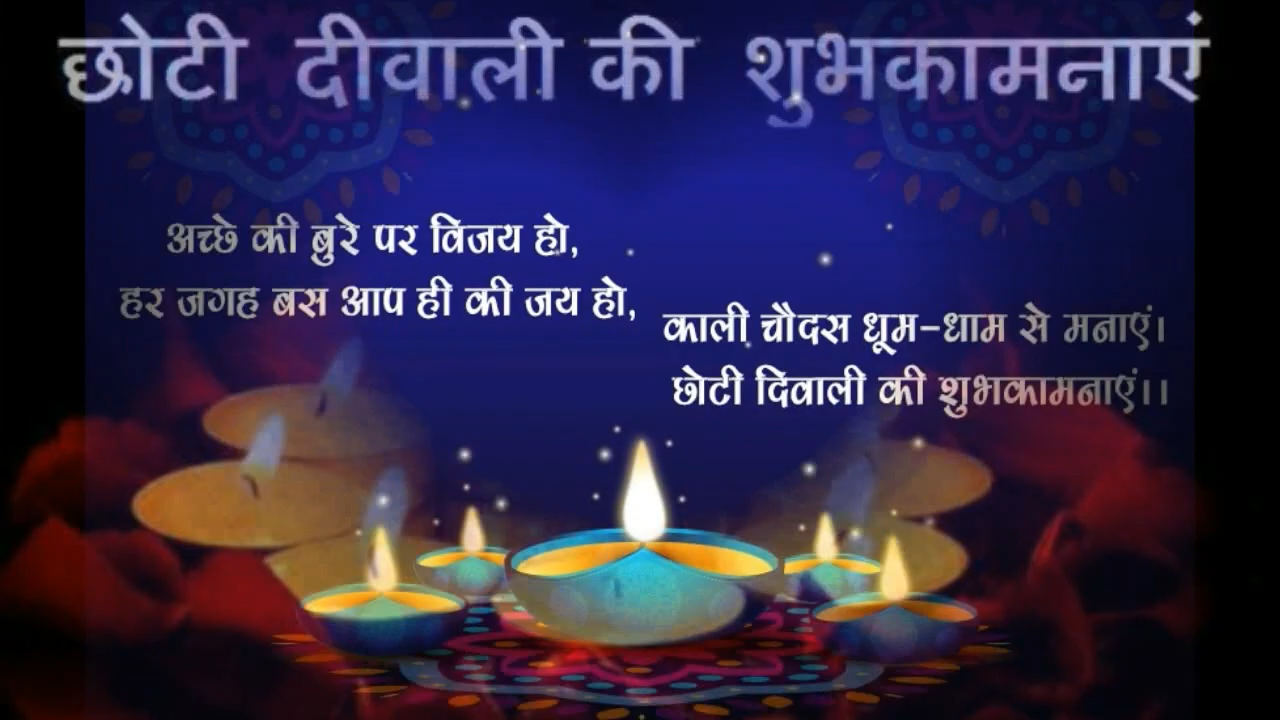 छोटी दीवाली की शुभकामनाएं
अच्छे की बुरे पर विजय हो,
हर जगह बस आप ही की जय हो,
काली चौदस धूम-धाम से मनाएं।
छोटी दिवाली की शुभकामनाएं।।